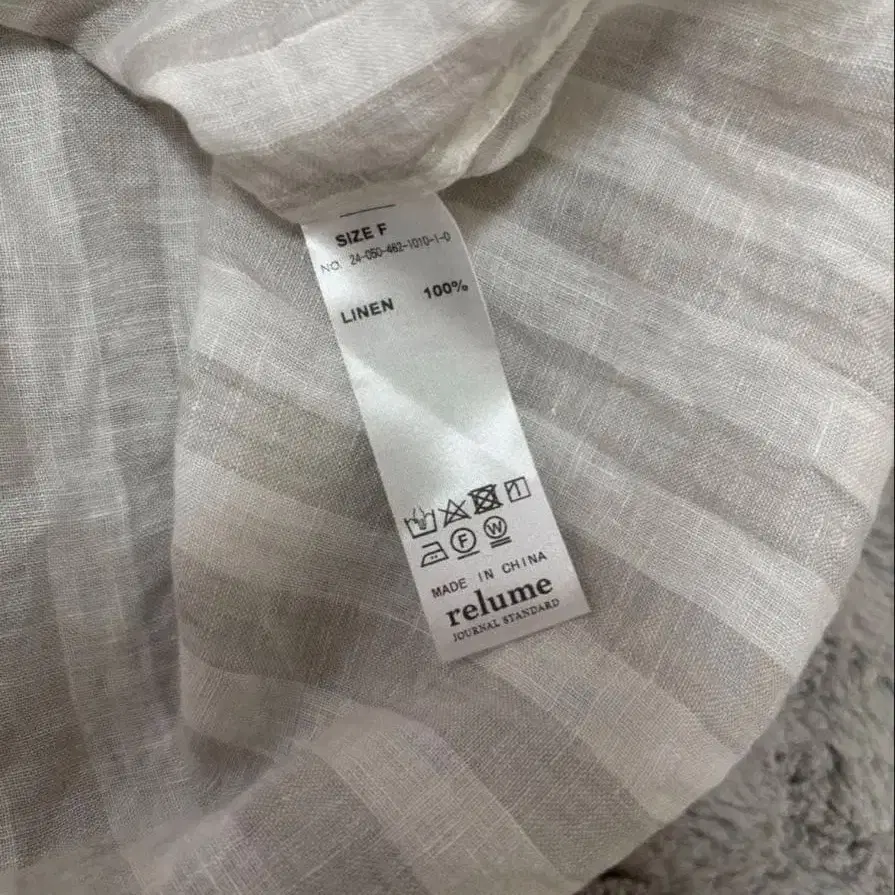 SIZE F
NO. 24-050-462-1010-1-0
LINEN 100%
F W
MADE IN CHINA
relume
JOURNAL STANDARD